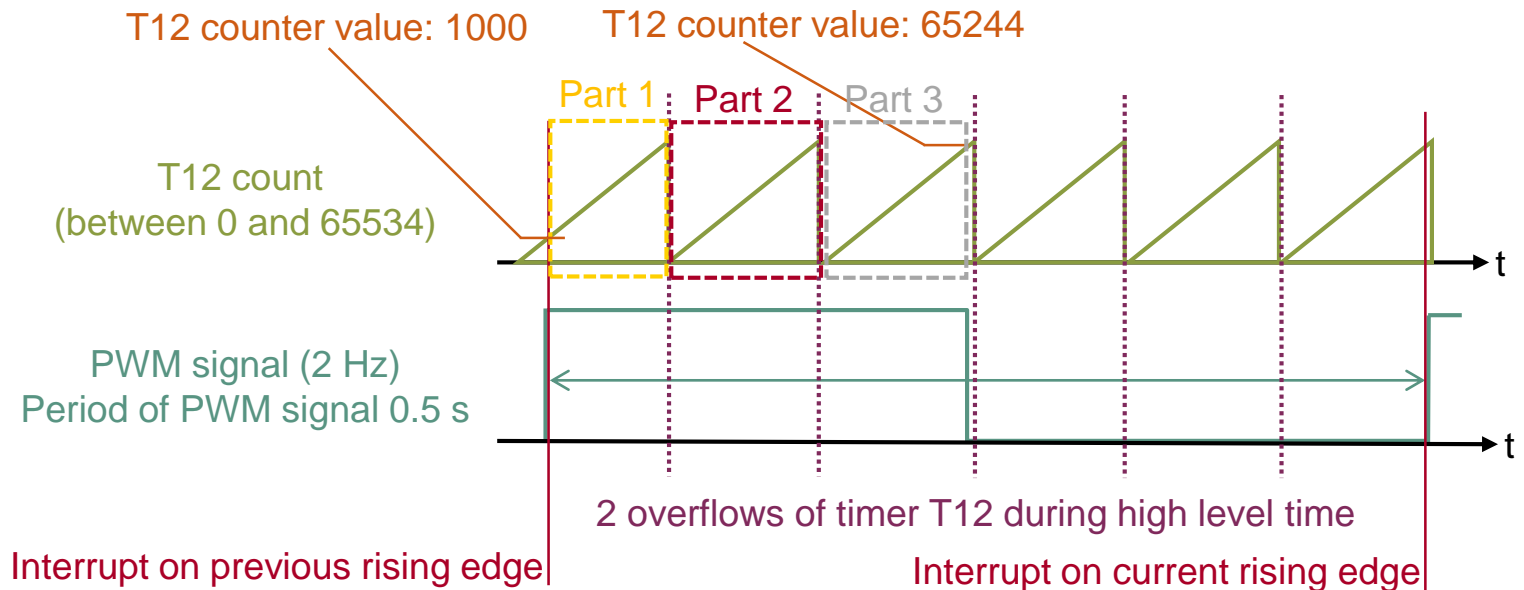 T12 counter value: 1000
T12 counter value: 65244
Part 1
Part 2
Part 3
T12 count
(between 0 and 65534)
t
PWM signal (2 Hz)
Period of PWM signal 0.5 s
t
2 overflows of timer T12 during high level time
Interrupt on previous rising edge
Interrupt on current rising edge